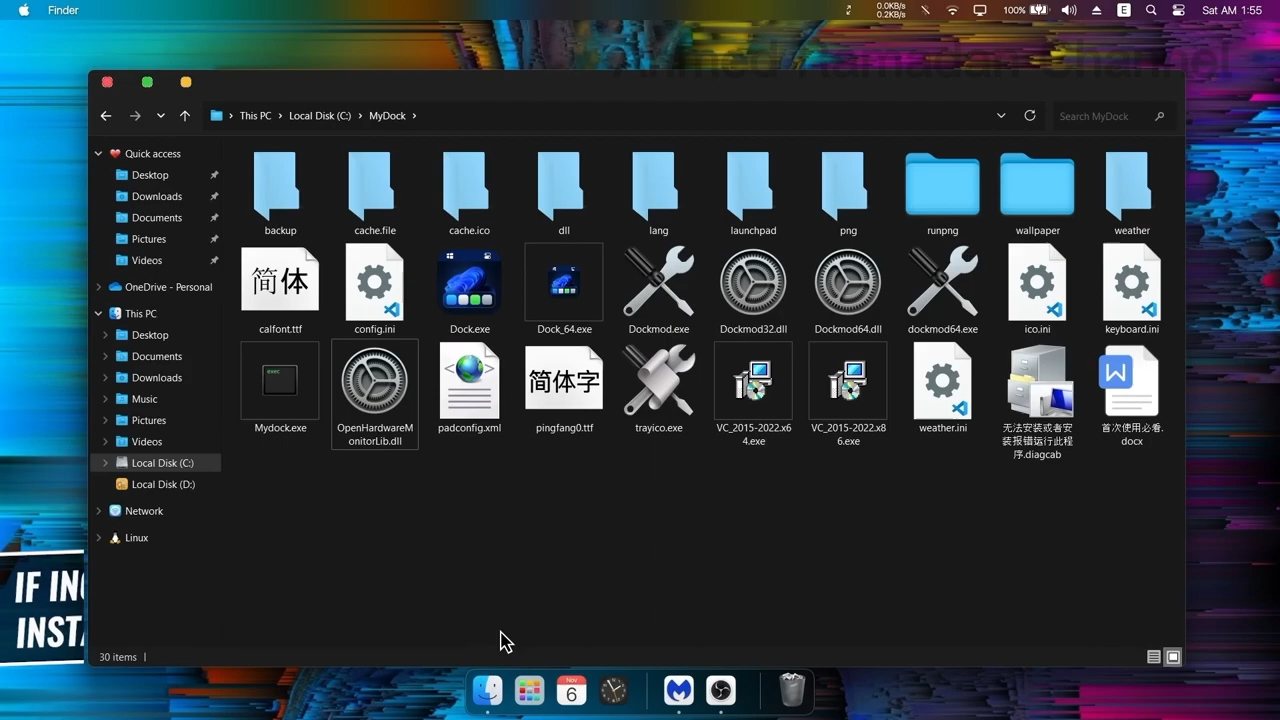 Finder
0.0KB/s
0.2KB/s
100%
E
Sat AM 1:55
This PC
Local Disk (C:)
MyDock
Search MyDock
Quick access
Desktop
Downloads
Documents
Pictures
Videos
OneDrive - Personal
This PC
Desktop
Documents
Downloads
Music
Pictures
Videos
Local Disk (C:)
Local Disk (D:)
Network
Linux
backup
cache.file
cache.ico
dll
lang
launchpad
png
runpng
wallpaper
weather
简体
calfont.ttf
config.ini
Dock.exe
Dock_64.exe
Dockmod.exe
Dockmod32.dll
Dockmod64.dll
dockmod64.exe
ico.ini
keyboard.ini
exec
Mydock.exe
OpenHardwareM
onitorLib.dll
padconfig.xml
简体字
pingfang0.ttf
trayico.exe
VC_2015-2022.x6
4.exe
VC_2015-2022.x8
6.exe
weather.ini
无法安装或者安
装报错运行此程
序.diagcab
W
首次使用必看.
docx
IF IN
INST
30 items
Nov
6